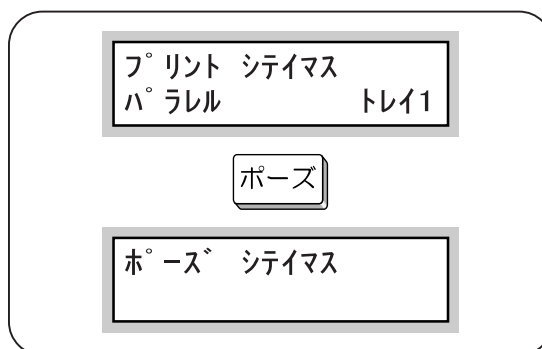 プリント シテイマス
パラレル トレイ1
ポーズ
ポーズ シテイマス